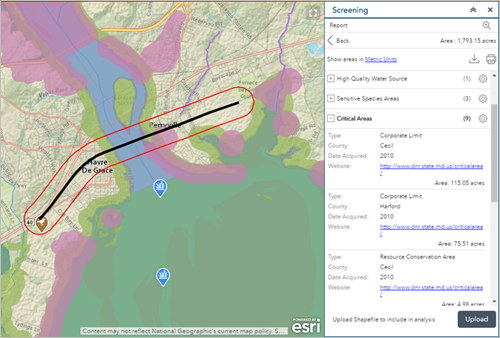 Perryville
Havre
De Grace
40
Content may not reflect National Geographic's current map policy. S...
POWERED BY
esri
Screening
Report
Back
Area : 1,793.15 acres
Show areas in Metric Units
High Quality Water Source (1)
Sensitive Species Areas (3)
Critical Areas (9)
Type: Corporate Limit
County: Cecil
Date Acquired: 2010
Website: http://www.dnr.state.md.us/criticalarea/
Area: 115.05 acres
Type: Corporate Limit
County: Harford
Date Acquired: 2010
Website: http://www.dnr.state.md.us/criticalarea/
Area: 75.51 acres
Type: Resource Conservation Area
County: Cecil
Date Acquired: 2010
Website: http://www.dnr.state.md.us/criticalarea/
Area: 4.98 acres
Upload Shapefile to include in analysis
Upload